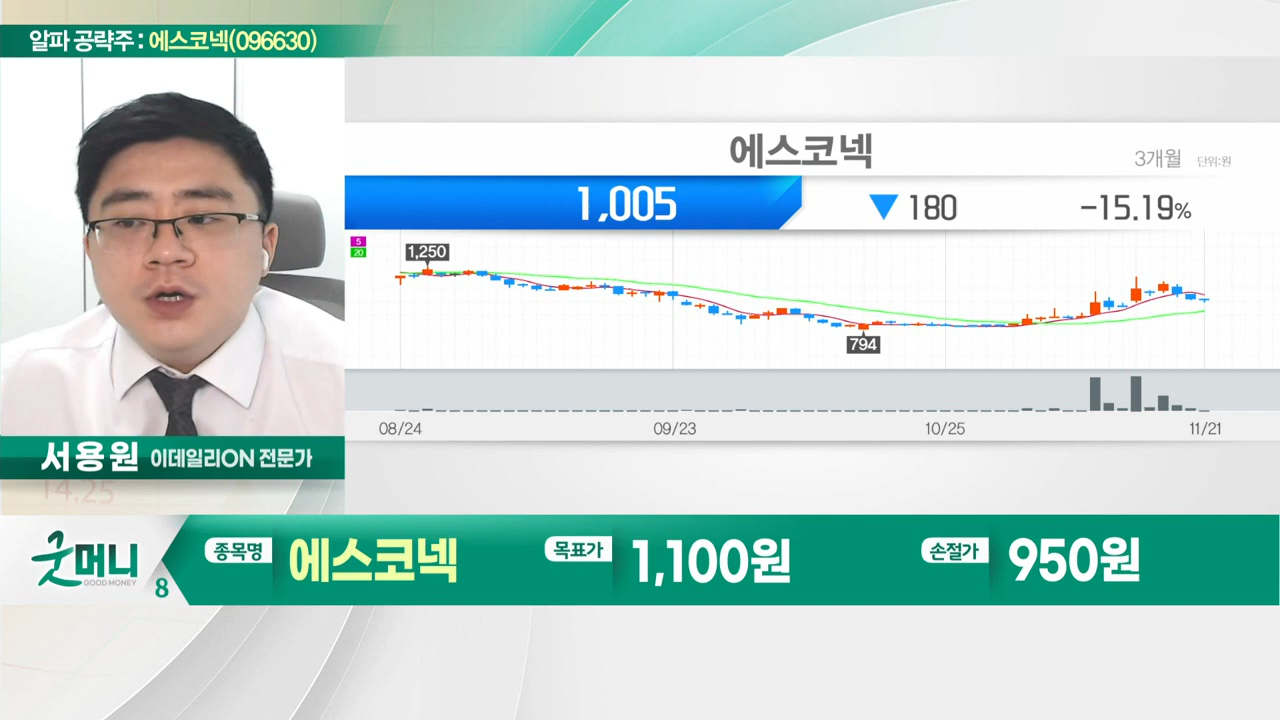 알파 공략주 : 에스코넥(096630)
에스코넥
3개월 단위:원
1,005 ▼ 180 -15.19%
5
20
1,250
794
08/24 09/23 10/25 11/21
서용원 이데일리ON 전문가
14.25
굿머니
GOOD MONEY
8
종목명 에스코넥 목표가 1,100원 손절가 950원